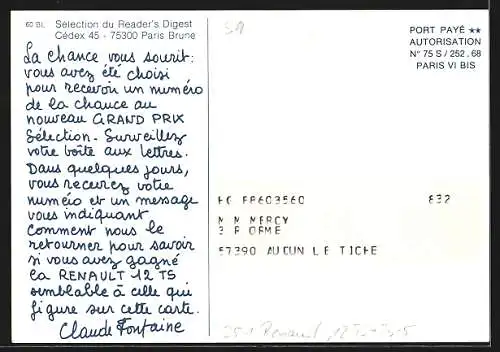 60 BL Sélection du Reader's Digest
Cédex 45 - 75300 Paris Brune
La chance vous sourit :
vous avez été choisi
pour recevoir un numéro
de la chance au
nouveau GRAND PRIX
Sélection. Surveillez
votre boîte aux lettres.
Dans quelques jours,
vous recevrez votre
numéro et un message
vous indiquant
comment nous le
retourner pour savoir
si vous avez gagné
la RENAULT 12 TS
semblable à celle qui
figure sur cette carte.
Claude Fontaine
PORT PAYÉ ★★
AUTORISATION
N° 75 S / 252.68
PARIS VI BIS
832
M M MERCY
57390 AUDUN LE TICHE
Renault